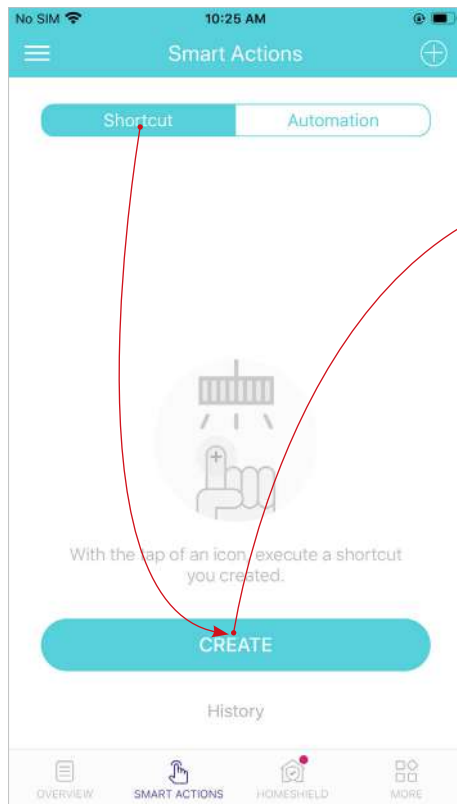 No SIM 10:25 AM
Smart Actions
Shortcut Automation
With the tap of an icon, execute a shortcut
you created.
CREATE
History
OVERVIEW SMART ACTIONS HOMESHIELD MORE